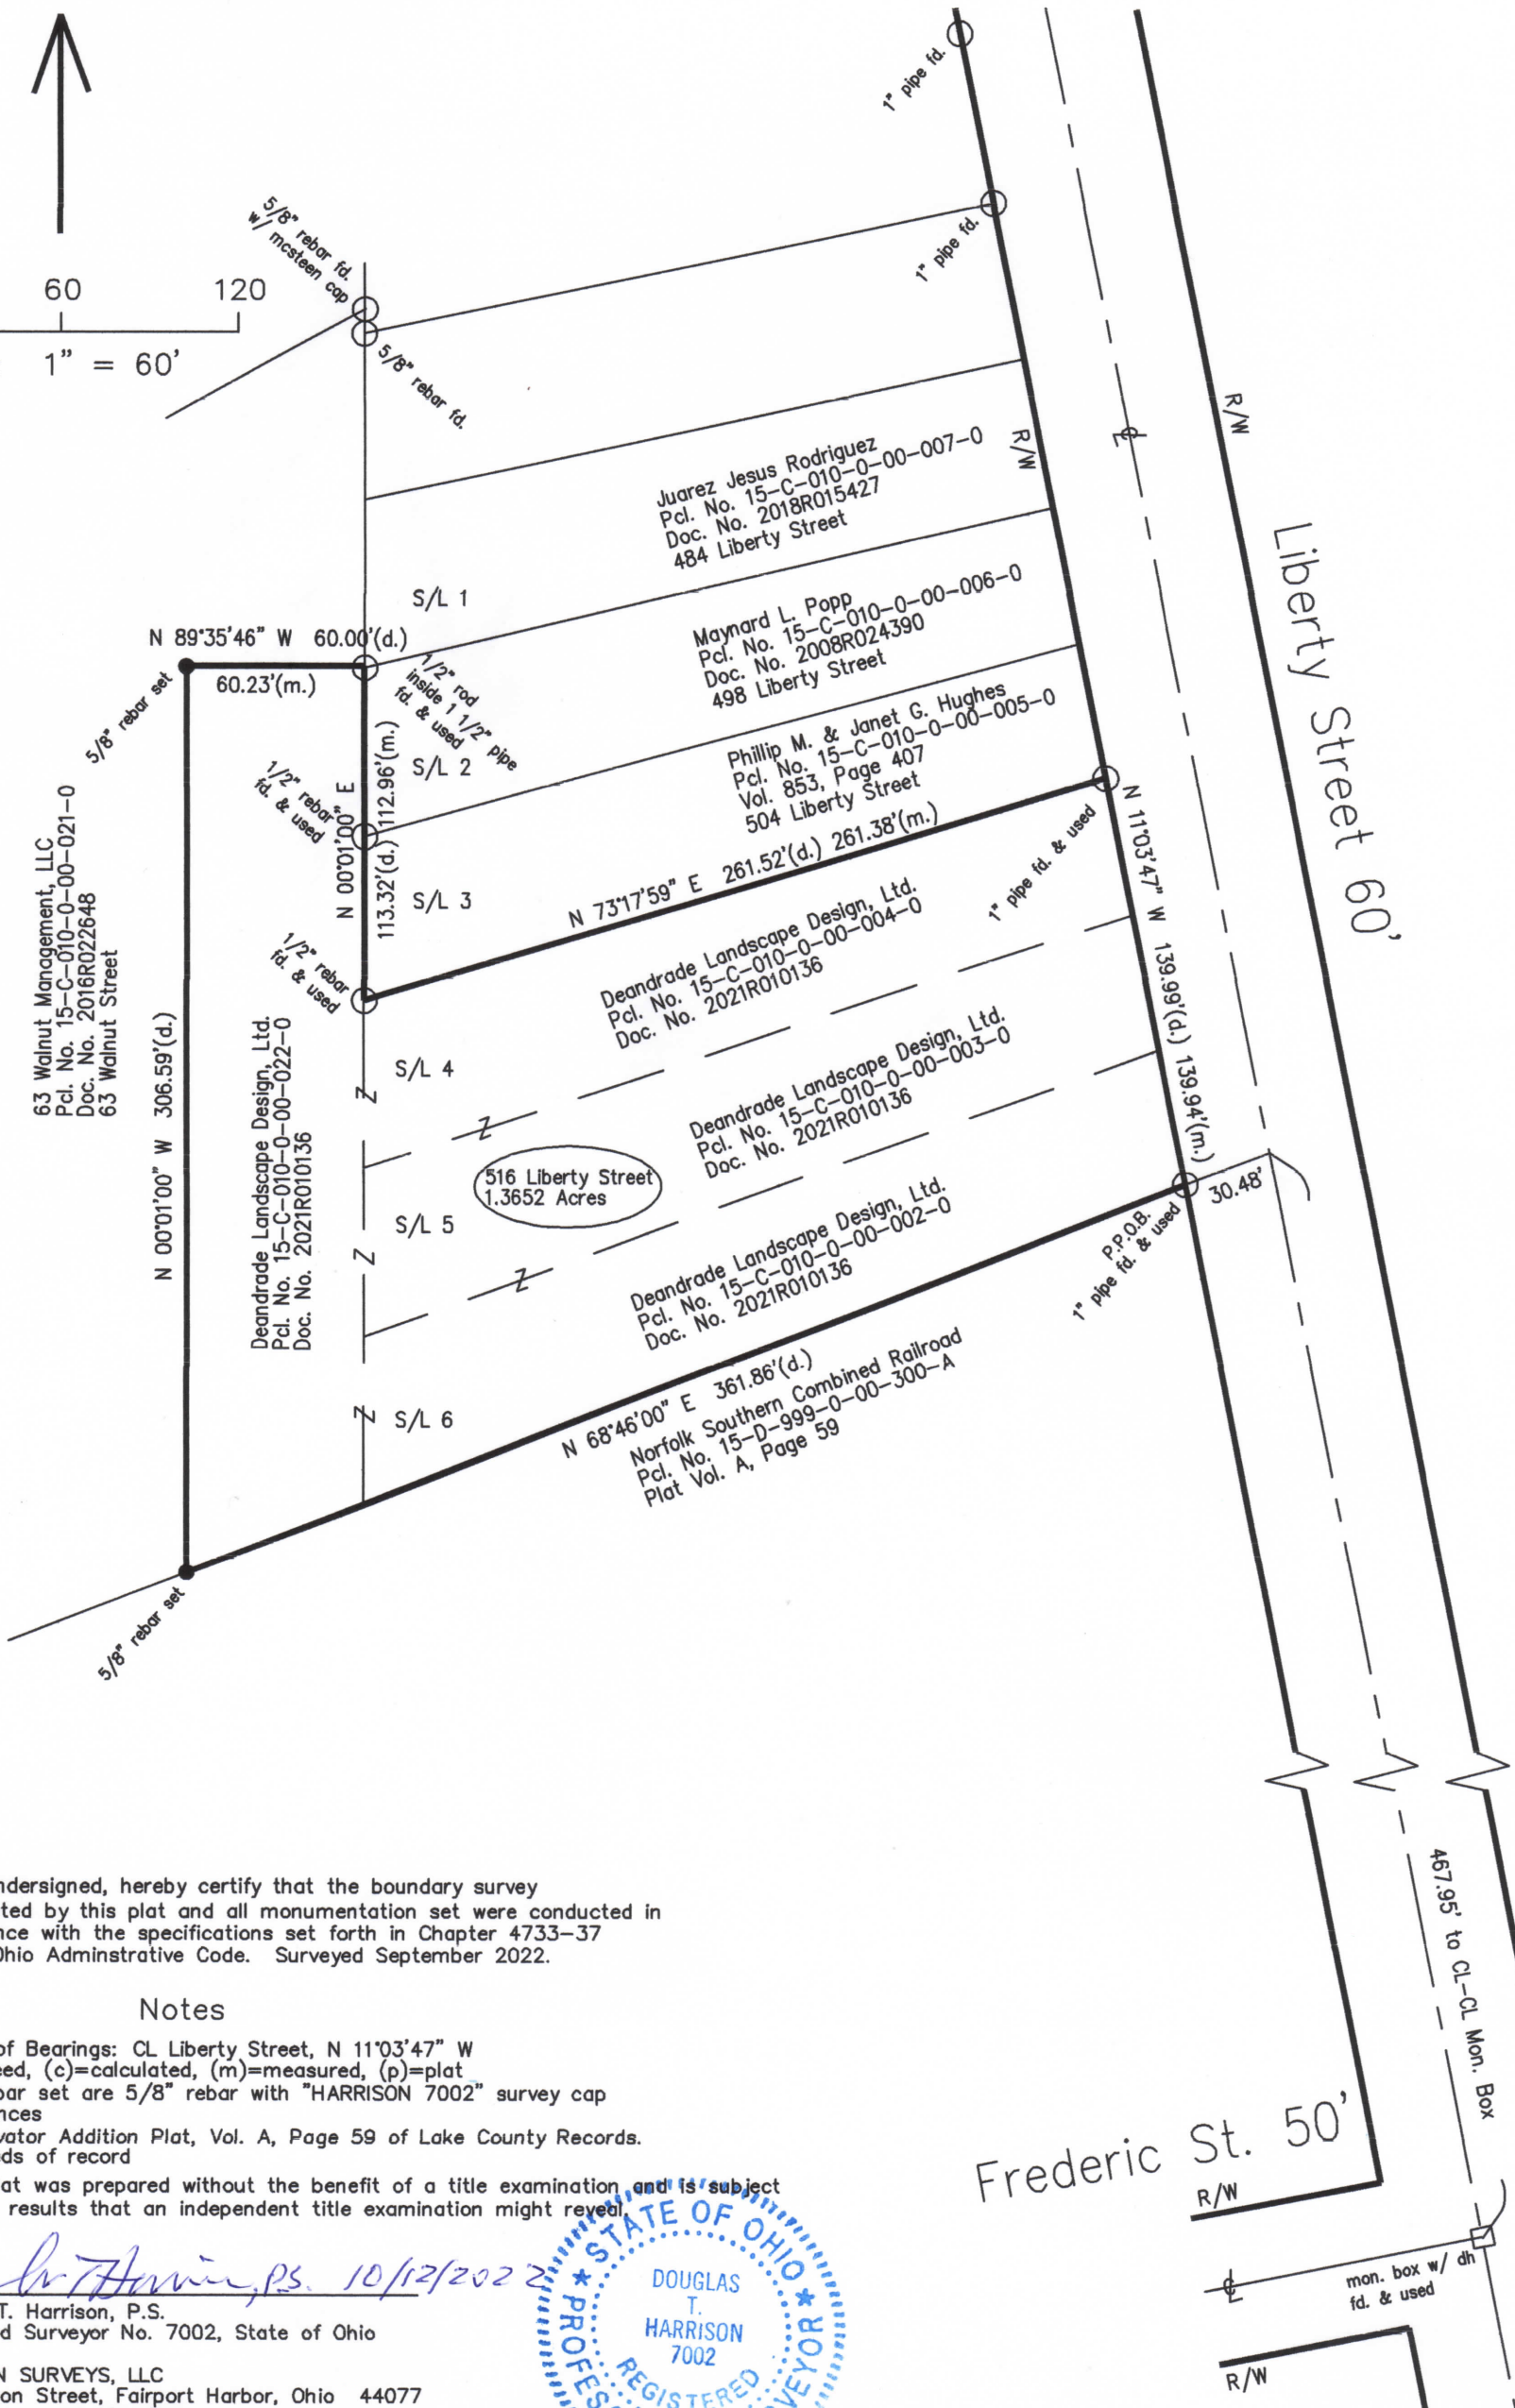 1" pipe fd.
1" pipe fd.
5/8" rebar fd.
w/ mcsteen cap
60 120
1" = 60'
5/8" rebar fd.
R/W
R/W
Liberty Street 60'
Juarez Jesus Rodriguez
Pcl. No. 15-C-010-0-00-007-0
Doc. No. 2018R015427
484 Liberty Street
S/L 1
N 89°35'46" W 60.00'(d.)
60.23'(m.)
5/8" rebar set
1/2" rod
inside 1 1/2" pipe
fd. & used
Maynard L. Popp
Pcl. No. 15-C-010-0-00-006-0
Doc. No. 2008R024390
498 Liberty Street
S/L 2
1/2" rebar
fd. & used
N 00°01'00" E
113.32'(d.) 112.96'(m.)
Phillip M. & Janet G. Hughes
Pcl. No. 15-C-010-0-00-005-0
Vol. 853, Page 407
504 Liberty Street
S/L 3
N 73°17'59" E 261.52'(d.) 261.38'(m.)
1" pipe fd. & used
N 11°03'47" W 139.99'(d.) 139.94'(m.)
63 Walnut Management, LLC
Pcl. No. 15-C-010-0-00-021-0
Doc. No. 2016R022648
63 Walnut Street
N 00°01'00" W 306.59'(d.)
1/2" rebar
fd. & used
Deandrade Landscape Design, Ltd.
Pcl. No. 15-C-010-0-00-022-0
Doc. No. 2021R010136
Deandrade Landscape Design, Ltd.
Pcl. No. 15-C-010-0-00-004-0
Doc. No. 2021R010136
S/L 4
Z
Z
Deandrade Landscape Design, Ltd.
Pcl. No. 15-C-010-0-00-003-0
Doc. No. 2021R010136
516 Liberty Street
1.3652 Acres
S/L 5
Z
Z
Deandrade Landscape Design, Ltd.
Pcl. No. 15-C-010-0-00-002-0
Doc. No. 2021R010136
S/L 6
Z
30.48'
P.P.O.B.
1" pipe fd. & used
N 68°46'00" E 361.86'(d.)
Norfolk Southern Combined Railroad
Pcl. No. 15-D-999-0-00-300-A
Plat Vol. A, Page 59
5/8" rebar set
467.95' to CL-CL Mon. Box
ndersigned, hereby certify that the boundary survey
ted by this plat and all monumentation set were conducted in
nce with the specifications set forth in Chapter 4733-37
Ohio Adminstrative Code. Surveyed September 2022.
Notes
of Bearings: CL Liberty Street, N 11°03'47" W
eed, (c)=calculated, (m)=measured, (p)=plat
bar set are 5/8" rebar with "HARRISON 7002" survey cap
nces
vator Addition Plat, Vol. A, Page 59 of Lake County Records.
ds of record
at was prepared without the benefit of a title examination and is subject
results that an independent title examination might reveal.
P.S. 10/12/2022
T. Harrison, P.S.
d Surveyor No. 7002, State of Ohio
N SURVEYS, LLC
on Street, Fairport Harbor, Ohio 44077
STATE OF OHIO
DOUGLAS
T.
HARRISON
7002
REGISTERED
PROFES
VEYOR
Frederic St. 50'
R/W
mon. box w/ dh
fd. & used
R/W